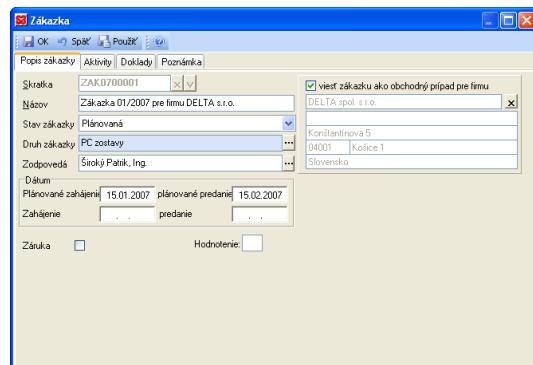 Zákazka
OK Späť Použiť
Popis zákazky Aktivity Doklady Poznámka
Skratka ZAK0700001
Názov Zákazka 01/2007 pre firmu DELTA s.r.o.
Stav zákazky Plánovaná
Druh zákazky PC zostavy ...
Zodpovedá Široký Patrik, Ing. ...
Dátum
Plánované zahájenie 15.01.2007 plánované predanie 15.02.2007
Zahájenie . . predanie . .
Záruka Hodnotenie:
viesť zákazku ako obchodný prípad pre firmu
DELTA spol. s r.o. x
Konštantínova 5
04001 Košice 1
Slovensko